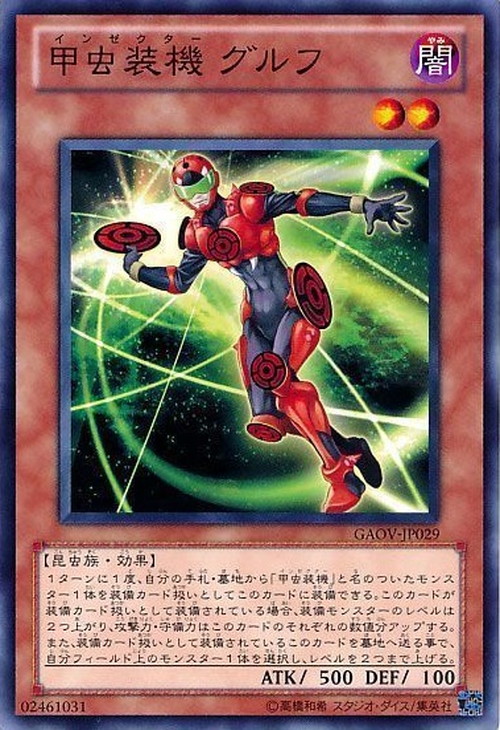 インゼクター
甲虫装機 グルフ
やみ
闇
GAOV-JP029
【昆虫族・効果】
1ターンに1度、自分の手札・墓地から「甲虫装機」と名のついたモンス
ター1体を装備カード扱いとしてこのカードに装備できる。このカードが
装備カード扱いとして装備されている場合、装備モンスターのレベルは
2つ上がり、攻撃力・守備力はこのカードのそれぞれの数値分アップする。
また、装備カード扱いとして装備されているこのカードを墓地へ送る事で、
自分フィールド上のモンスター1体を選択し、レベルを2つまで上げる。
ATK/ 500 DEF/ 100
02461031
©高橋和希 スタジオ・ダイス/集英社